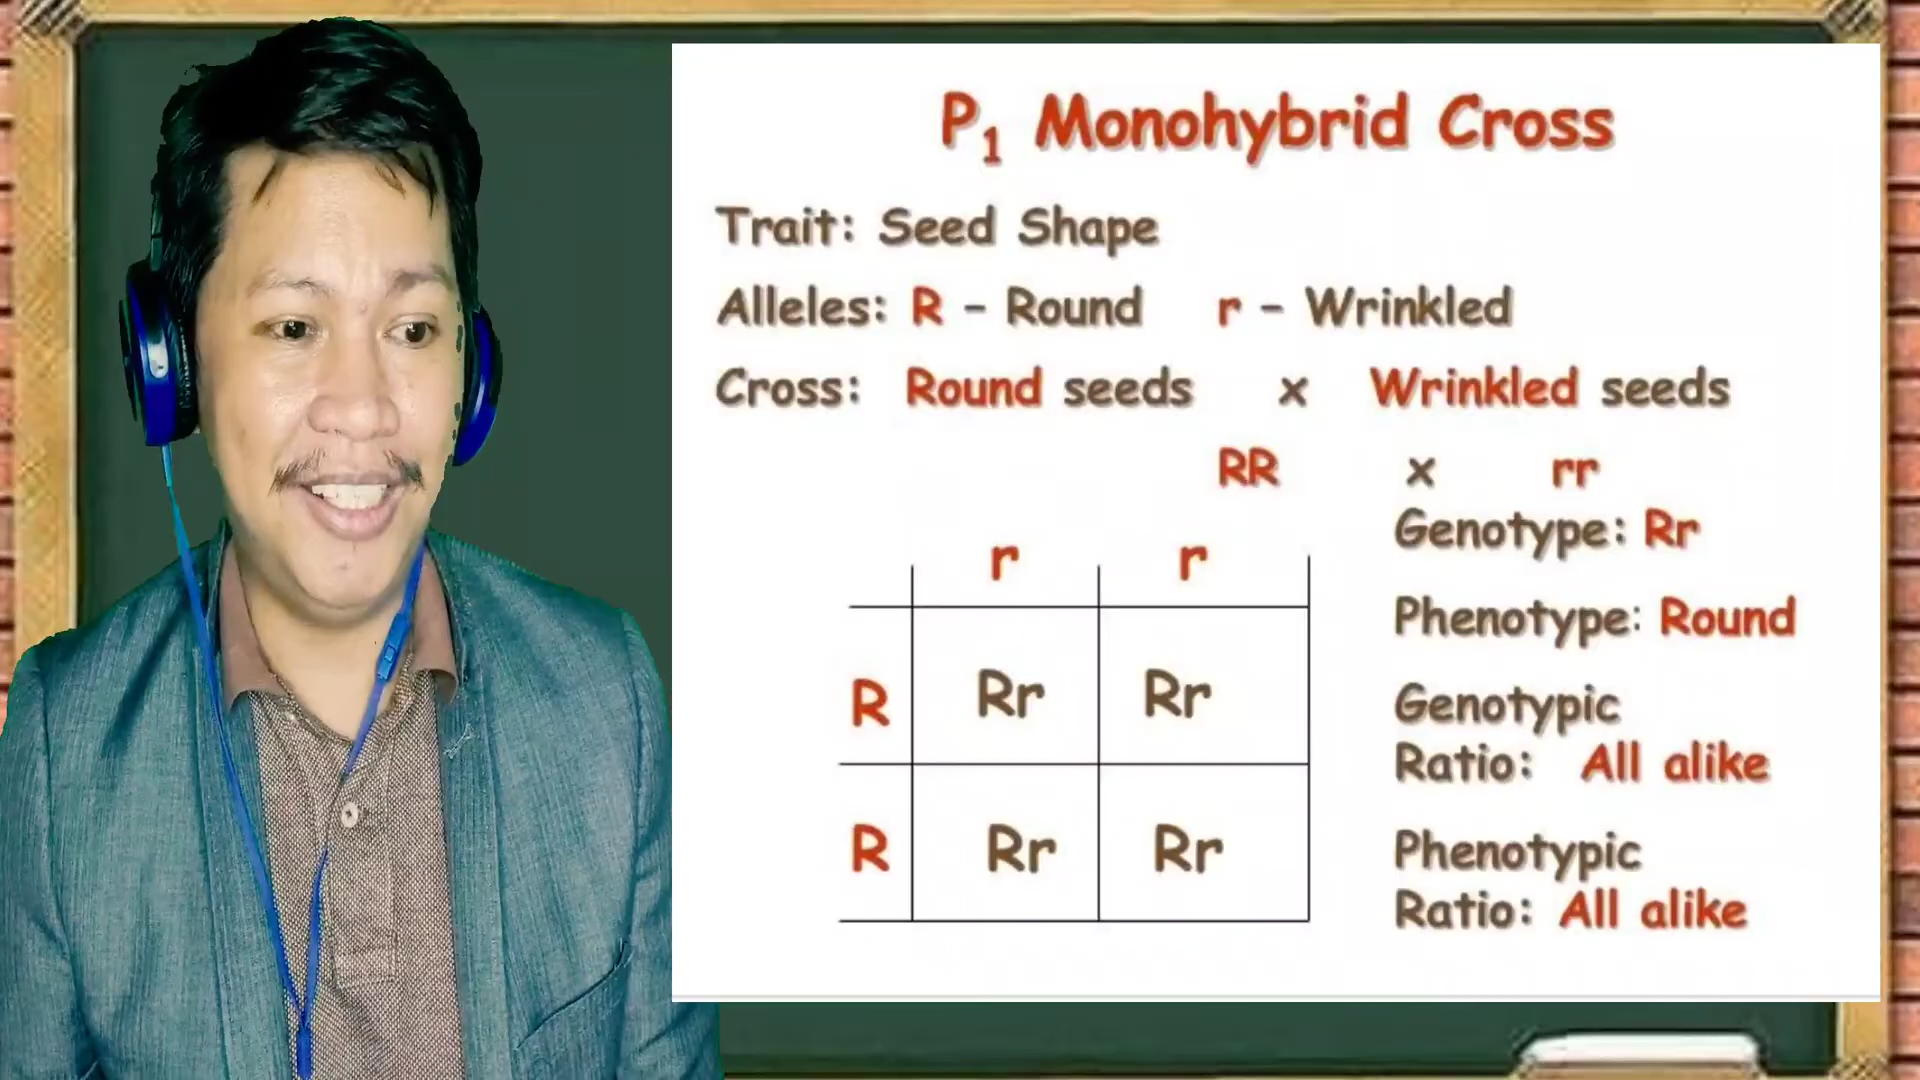 P1 Monohybrid Cross
Trait: Seed Shape
Alleles: R – Round r – Wrinkled
Cross: Round seeds x Wrinkled seeds
RR x rr
Genotype: Rr
r r
Phenotype: Round
R Rr Rr
Genotypic
Ratio: All alike
R Rr Rr
Phenotypic
Ratio: All alike